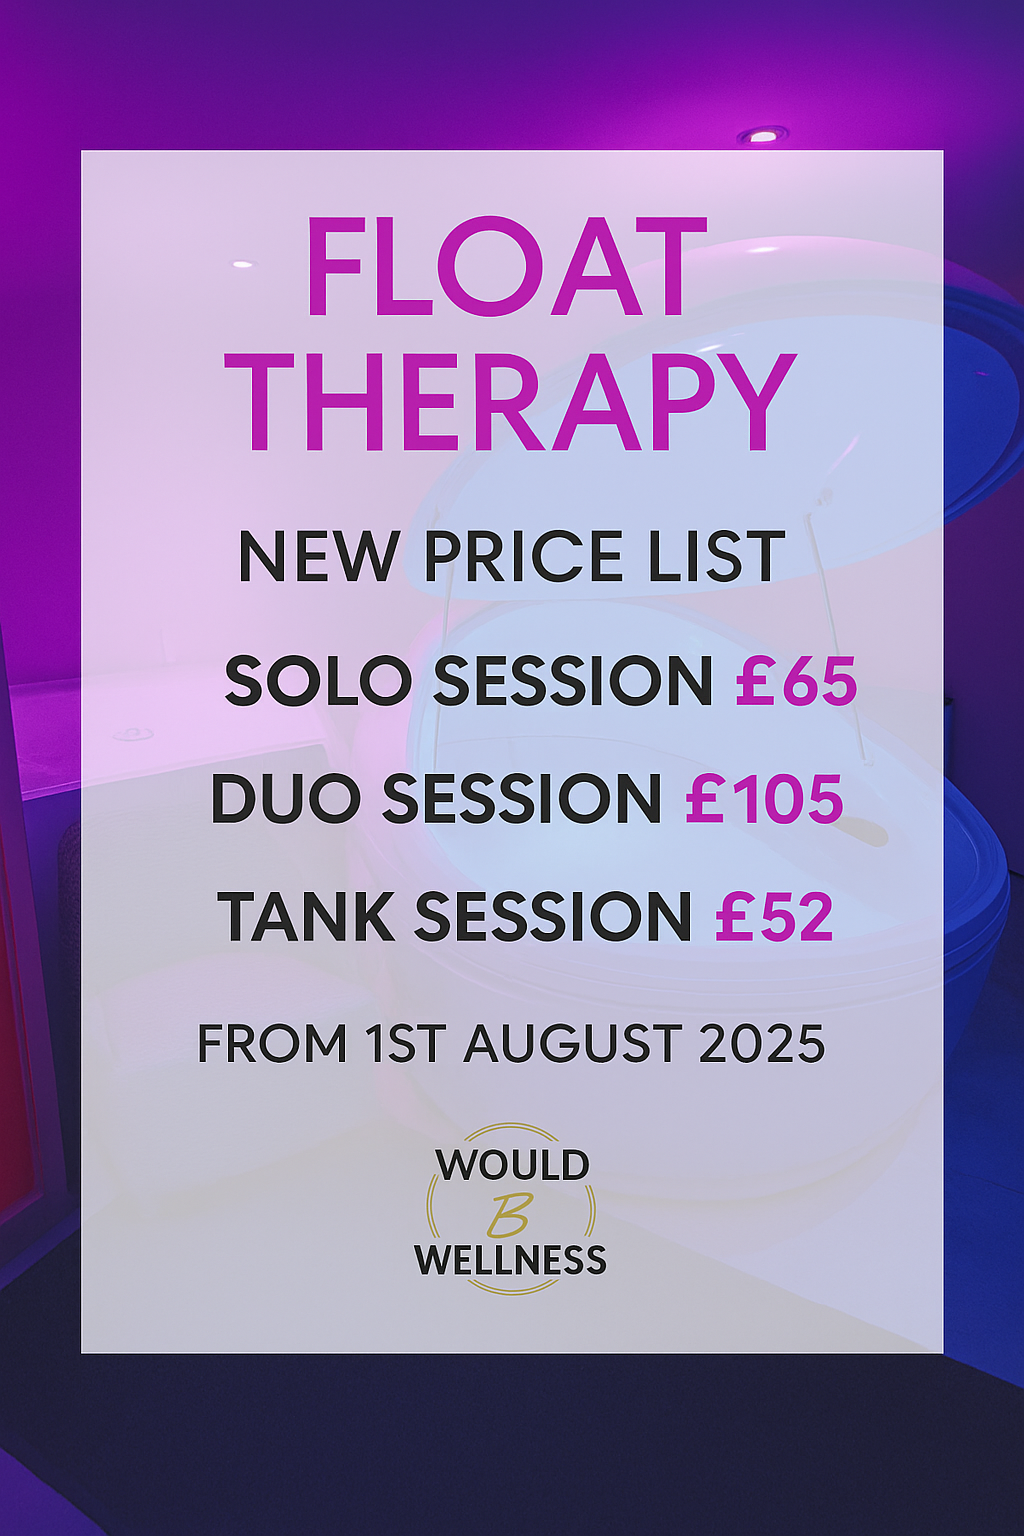 FLOAT
THERAPY
NEW PRICE LIST
SOLO SESSION £65
DUO SESSION £105
TANK SESSION £52
FROM 1ST AUGUST 2025
WOULD
B
WELLNESS